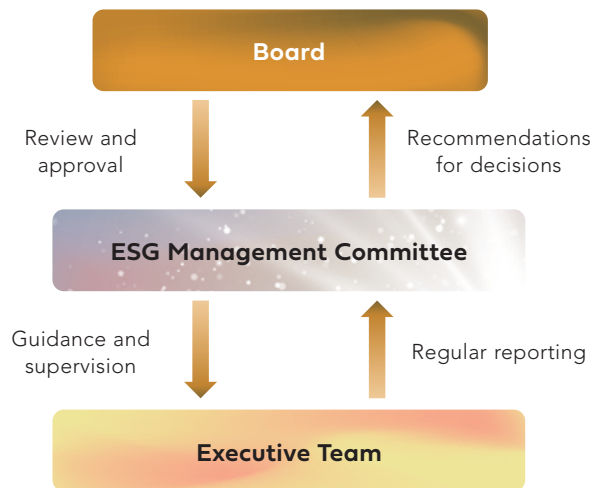 Board
Review and
approval
Recommendations
for decisions
ESG Management Committee
Guidance and
supervision
Regular reporting
Executive Team